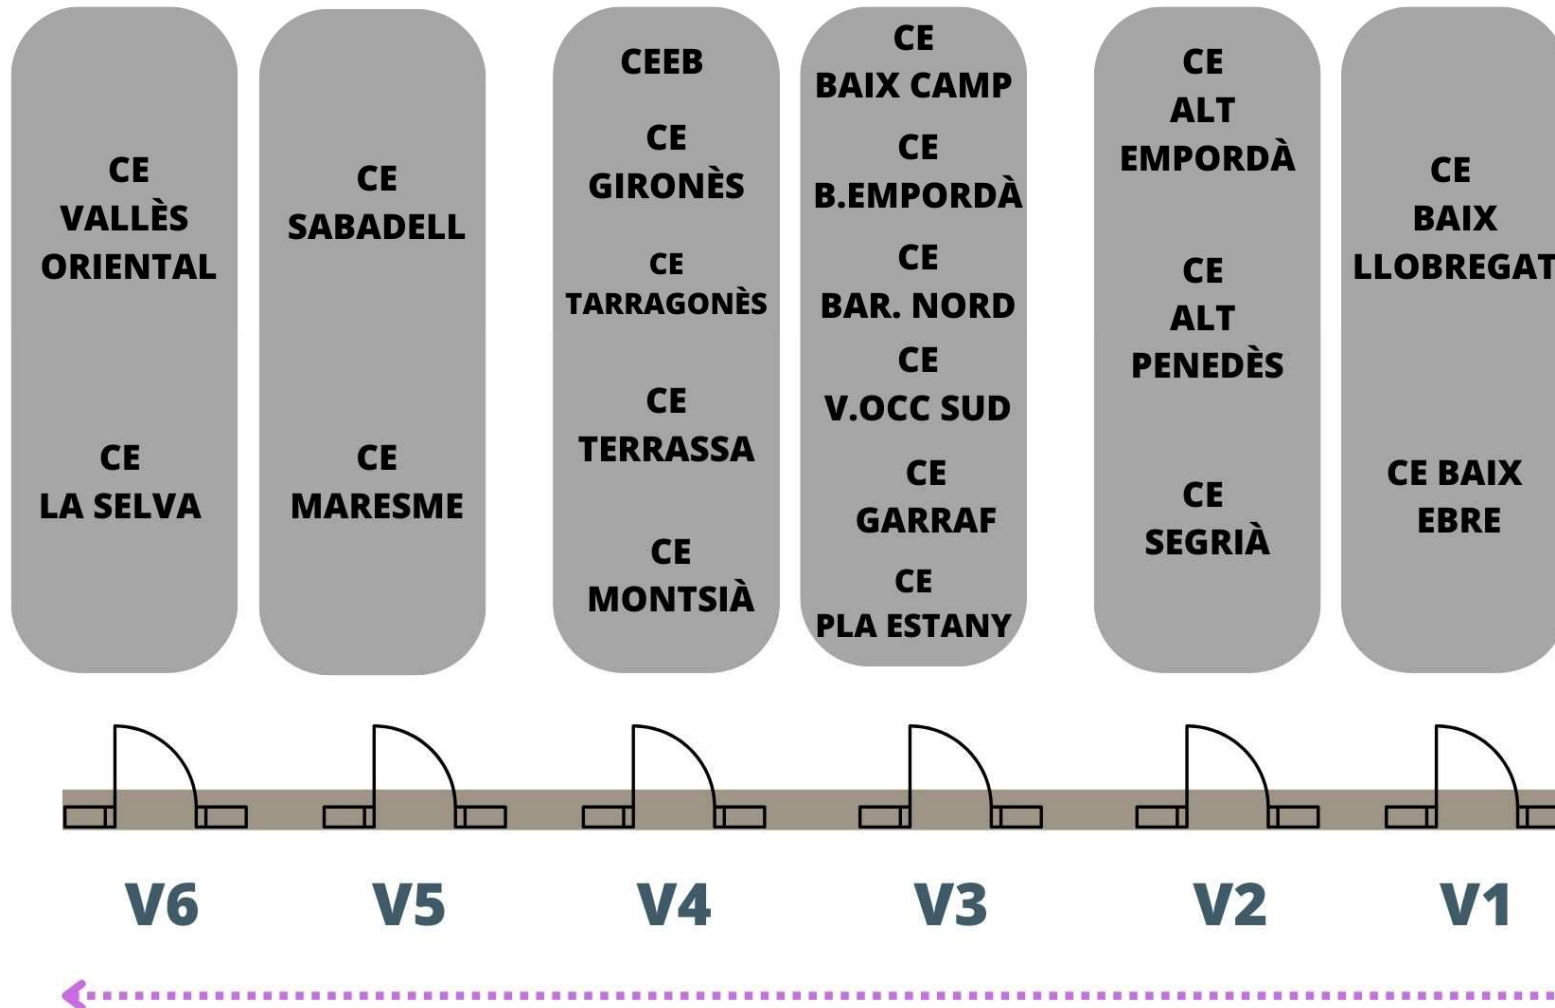 CE
VALLÈS
ORIENTAL
CE
LA SELVA
CE
SABADELL
CE
MARESME
CEEB
CE
GIRONÈS
CE
TARRAGONÈS
CE
TERRASSA
CE
MONTSIÀ
CE
BAIX CAMP
CE
B.EMPORDÀ
CE
BAR. NORD
CE
V.OCC SUD
CE
GARRAF
CE
PLA ESTANY
CE
ALT
EMPORDÀ
CE
ALT
PENEDÈS
CE
SEGRIÀ
CE
BAIX
LLOBREGAT
CE BAIX
EBRE
V6
V5
V4
V3
V2
V1